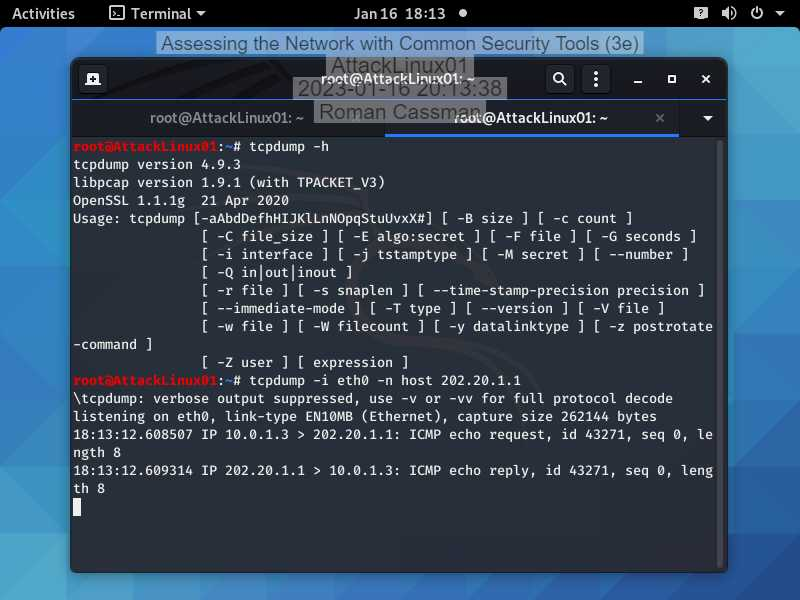 Activities Terminal Jan 16 18:13
Assessing the Network with Common Security Tools (3e)
AttackLinux01
root@AttackLinux01: ~
2023-01-16 20:13:38
Roman Cassman
root@AttackLinux01: ~ root@AttackLinux01: ~
root@AttackLinux01:~# tcpdump -h
tcpdump version 4.9.3
libpcap version 1.9.1 (with TPACKET_V3)
OpenSSL 1.1.1g  21 Apr 2020
Usage: tcpdump [-aAbdDefhHIJKlLnNOpqStuUvxX#] [ -B size ] [ -c count ]
                [ -C file_size ] [ -E algo:secret ] [ -F file ] [ -G seconds ]
                [ -i interface ] [ -j tstamptype ] [ -M secret ] [ --number ]
                [ -Q in|out|inout ]
                [ -r file ] [ -s snaplen ] [ --time-stamp-precision precision ]
                [ --immediate-mode ] [ -T type ] [ --version ] [ -V file ]
                [ -w file ] [ -W filecount ] [ -y datalinktype ] [ -z postrotate
-command ]
                [ -Z user ] [ expression ]
root@AttackLinux01:~# tcpdump -i eth0 -n host 202.20.1.1
\tcpdump: verbose output suppressed, use -v or -vv for full protocol decode
listening on eth0, link-type EN10MB (Ethernet), capture size 262144 bytes
18:13:12.608507 IP 10.0.1.3 > 202.20.1.1: ICMP echo request, id 43271, seq 0, le
ngth 8
18:13:12.609314 IP 202.20.1.1 > 10.0.1.3: ICMP echo reply, id 43271, seq 0, leng
th 8